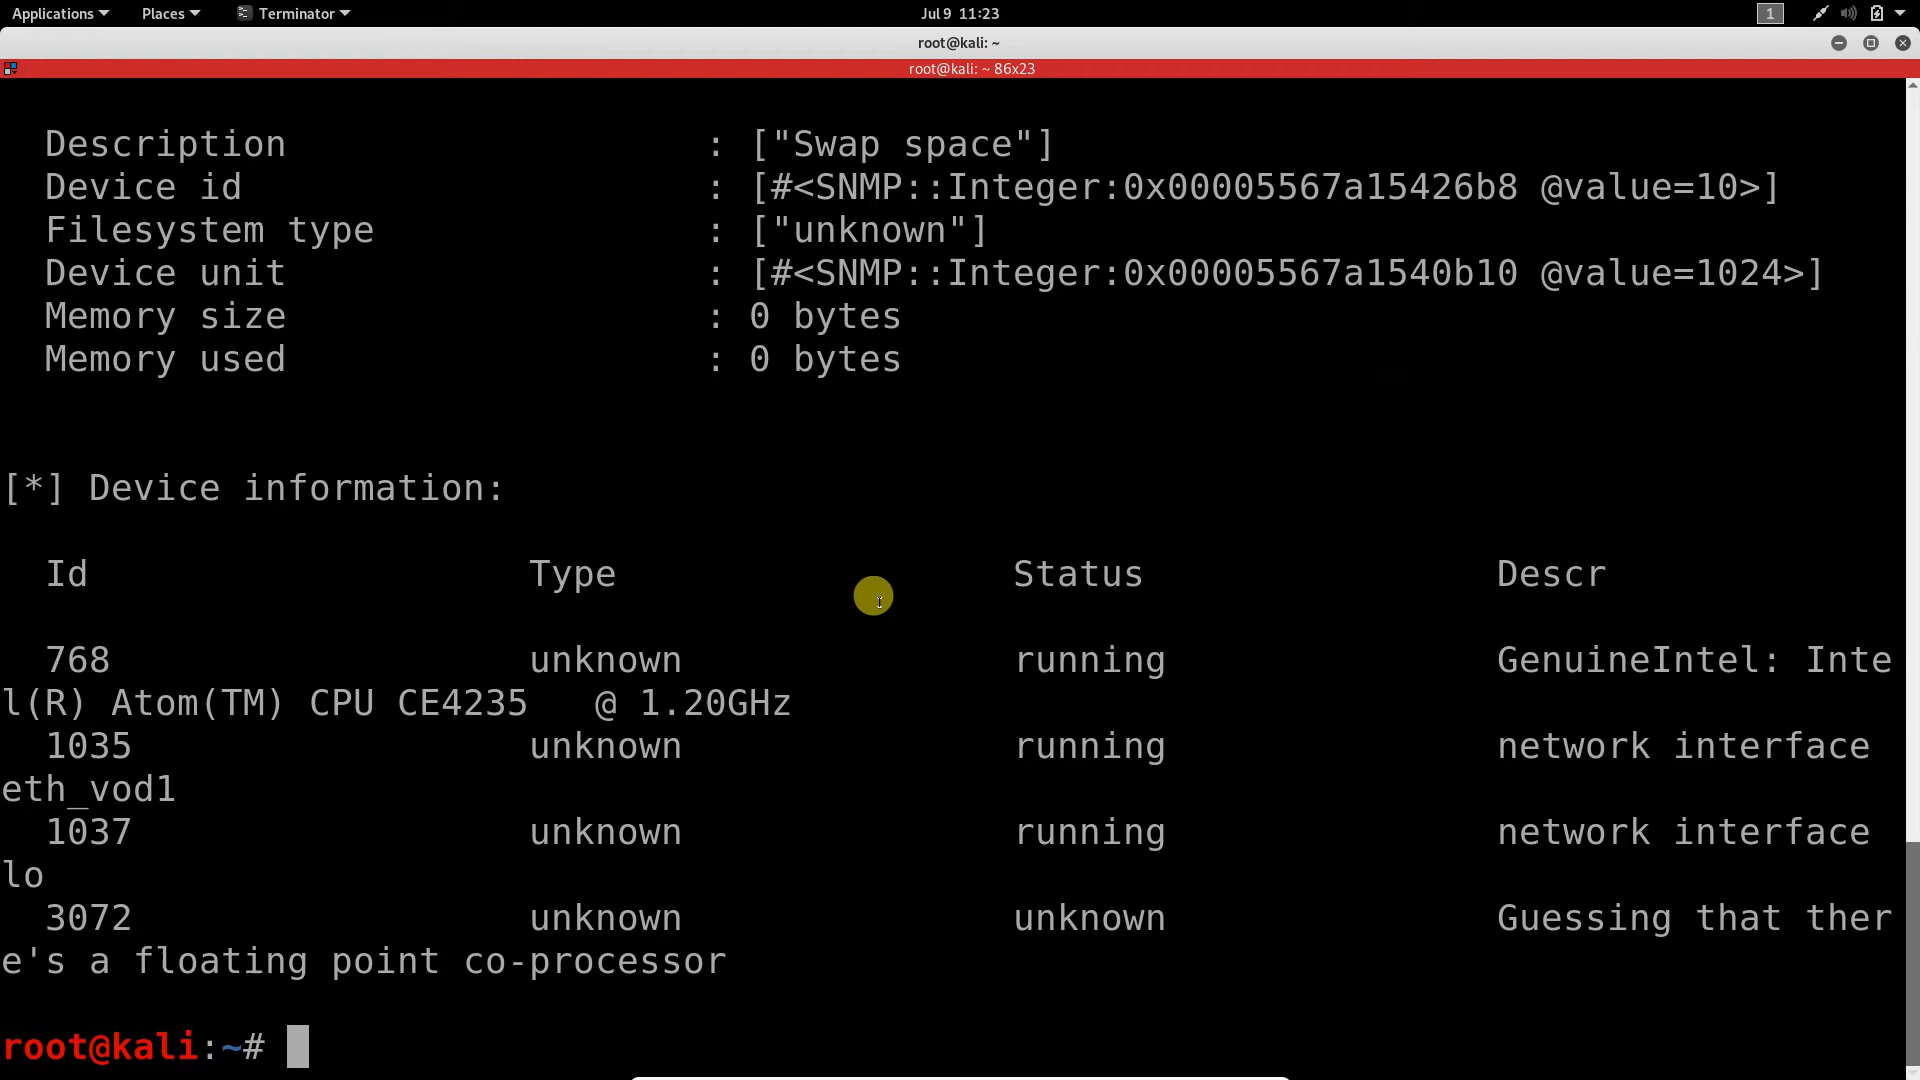 Applications Places Terminator Jul 9 11:23 1
root@kali: ~
root@kali: ~ 86x23
Description : ["Swap space"]
Device id : [#<SNMP::Integer:0x00005567a15426b8 @value=10>]
Filesystem type : ["unknown"]
Device unit : [#<SNMP::Integer:0x00005567a1540b10 @value=1024>]
Memory size : 0 bytes
Memory used : 0 bytes
[*] Device information:
Id Type Status Descr
768 unknown running GenuineIntel: Inte
l(R) Atom(TM) CPU CE4235 @ 1.20GHz
1035 unknown running network interface
eth_vod1
1037 unknown running network interface
lo
3072 unknown unknown Guessing that ther
e's a floating point co-processor
root@kali:~#